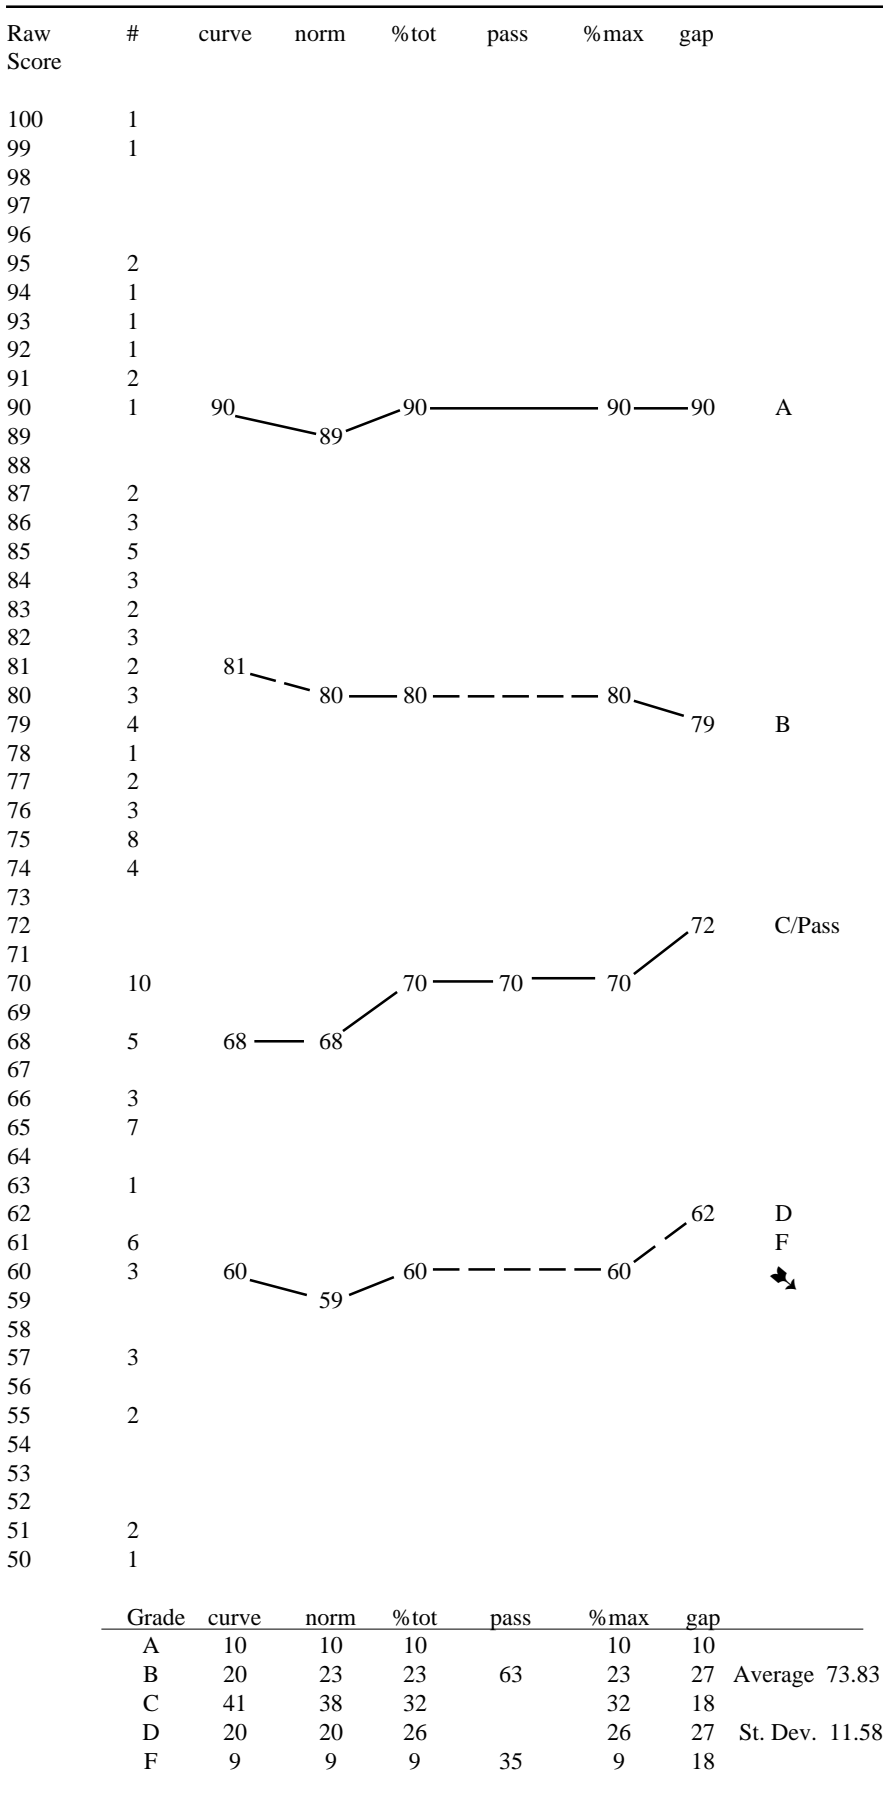 Raw # curve norm %tot pass %max gap
Score
100 1
99 1
98
97
96
95 2
94 1
93 1
92 1
91 2
90 1 90 90 90 90 A
89 89
88
87 2
86 3
85 5
84 3
83 2
82 3
81 2 81
80 3 80 80 80
79 4 79 B
78 1
77 2
76 3
75 8
74 4
73
72 72 C/Pass
71
70 10 70 70 70
69
68 5 68 68
67
66 3
65 7
64
63 1
62 62 D
61 6 F
60 3 60 60 60
59 59
58
57 3
56
55 2
54
53
52
51 2
50 1
Grade curve norm %tot pass %max gap
A 10 10 10 10 10
B 20 23 23 63 23 27 Average 73.83
C 41 38 32 32 18
D 20 20 26 26 27 St. Dev. 11.58
F 9 9 9 35 9 18